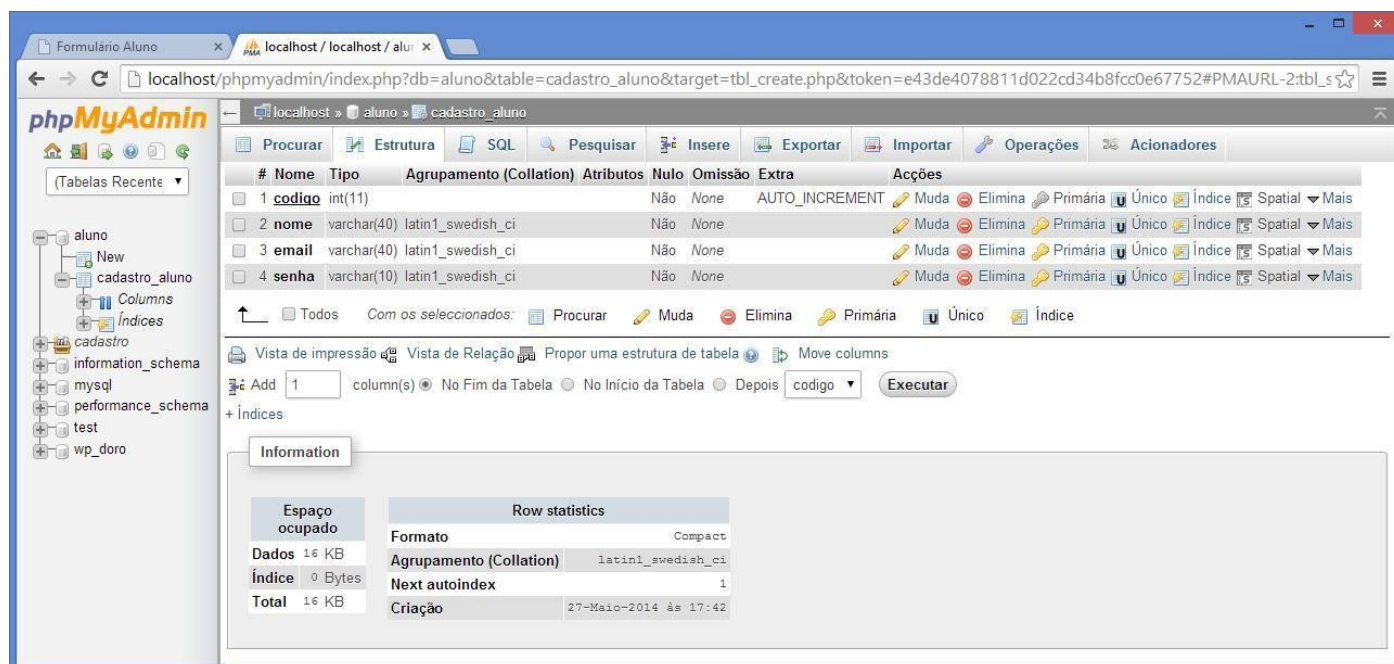 Formulário Aluno
localhost / localhost / alu
localhost/phpmyadmin/index.php?db=aluno&table=cadastro_aluno&target=tbl_create.php&token=e43de4078811d022cd34b8fcc0e67752#PMAURL-2:tbl_s
phpMyAdmin
(Tabelas Recente
aluno
New
cadastro_aluno
Columns
Índices
cadastro
information_schema
mysql
performance_schema
test
wp_doro
localhost » aluno » cadastro_aluno
Procurar Estrutura SQL Pesquisar Insere Exportar Importar Operações Acionadores
# Nome Tipo Agrupamento (Collation) Atributos Nulo Omissão Extra Acções
1 codigo int(11) Não None AUTO_INCREMENT Muda Elimina Primária Único Índice Spatial Mais
2 nome varchar(40) latin1_swedish_ci Não None Muda Elimina Primária Único Índice Spatial Mais
3 email varchar(40) latin1_swedish_ci Não None Muda Elimina Primária Único Índice Spatial Mais
4 senha varchar(10) latin1_swedish_ci Não None Muda Elimina Primária Único Índice Spatial Mais
Todos Com os seleccionados: Procurar Muda Elimina Primária Único Índice
Vista de impressão Vista de Relação Propor uma estrutura de tabela Move columns
Add 1 column(s) No Fim da Tabela No Início da Tabela Depois codigo Executar
+ Índices
Information
Espaço ocupado
Dados 16 KB
Índice 0 Bytes
Total 16 KB
Row statistics
Formato Compact
Agrupamento (Collation) latin1_swedish_ci
Next autoindex 1
Criação 27-Maio-2014 às 17:42